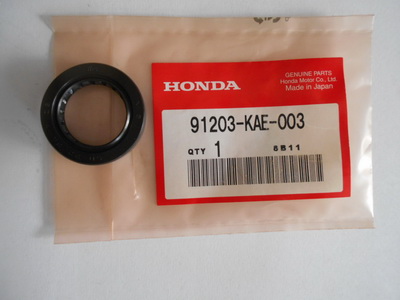 HONDA
GENUINE PARTS
Honda Motor Co., Ltd.
Made in Japan
91203-KAE-003
QTY 1 8B11